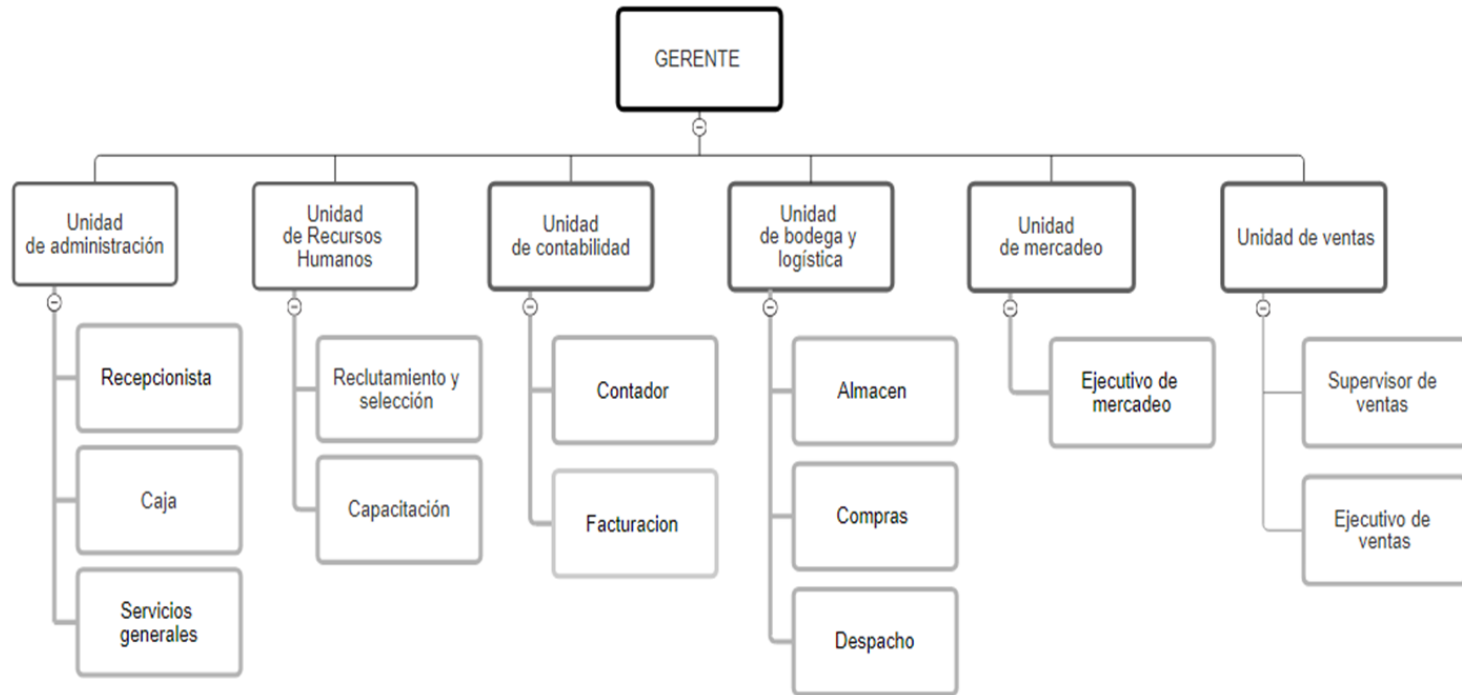 GERENTE
Unidad
de administración
Unidad
de Recursos
Humanos
Unidad
de contabilidad
Unidad
de bodega y
logística
Unidad
de mercadeo
Unidad de ventas
Recepcionista
Caja
Servicios
generales
Reclutamiento y
selección
Capacitación
Contador
Facturacion
Almacen
Compras
Despacho
Ejecutivo de
mercadeo
Supervisor de
ventas
Ejecutivo de
ventas